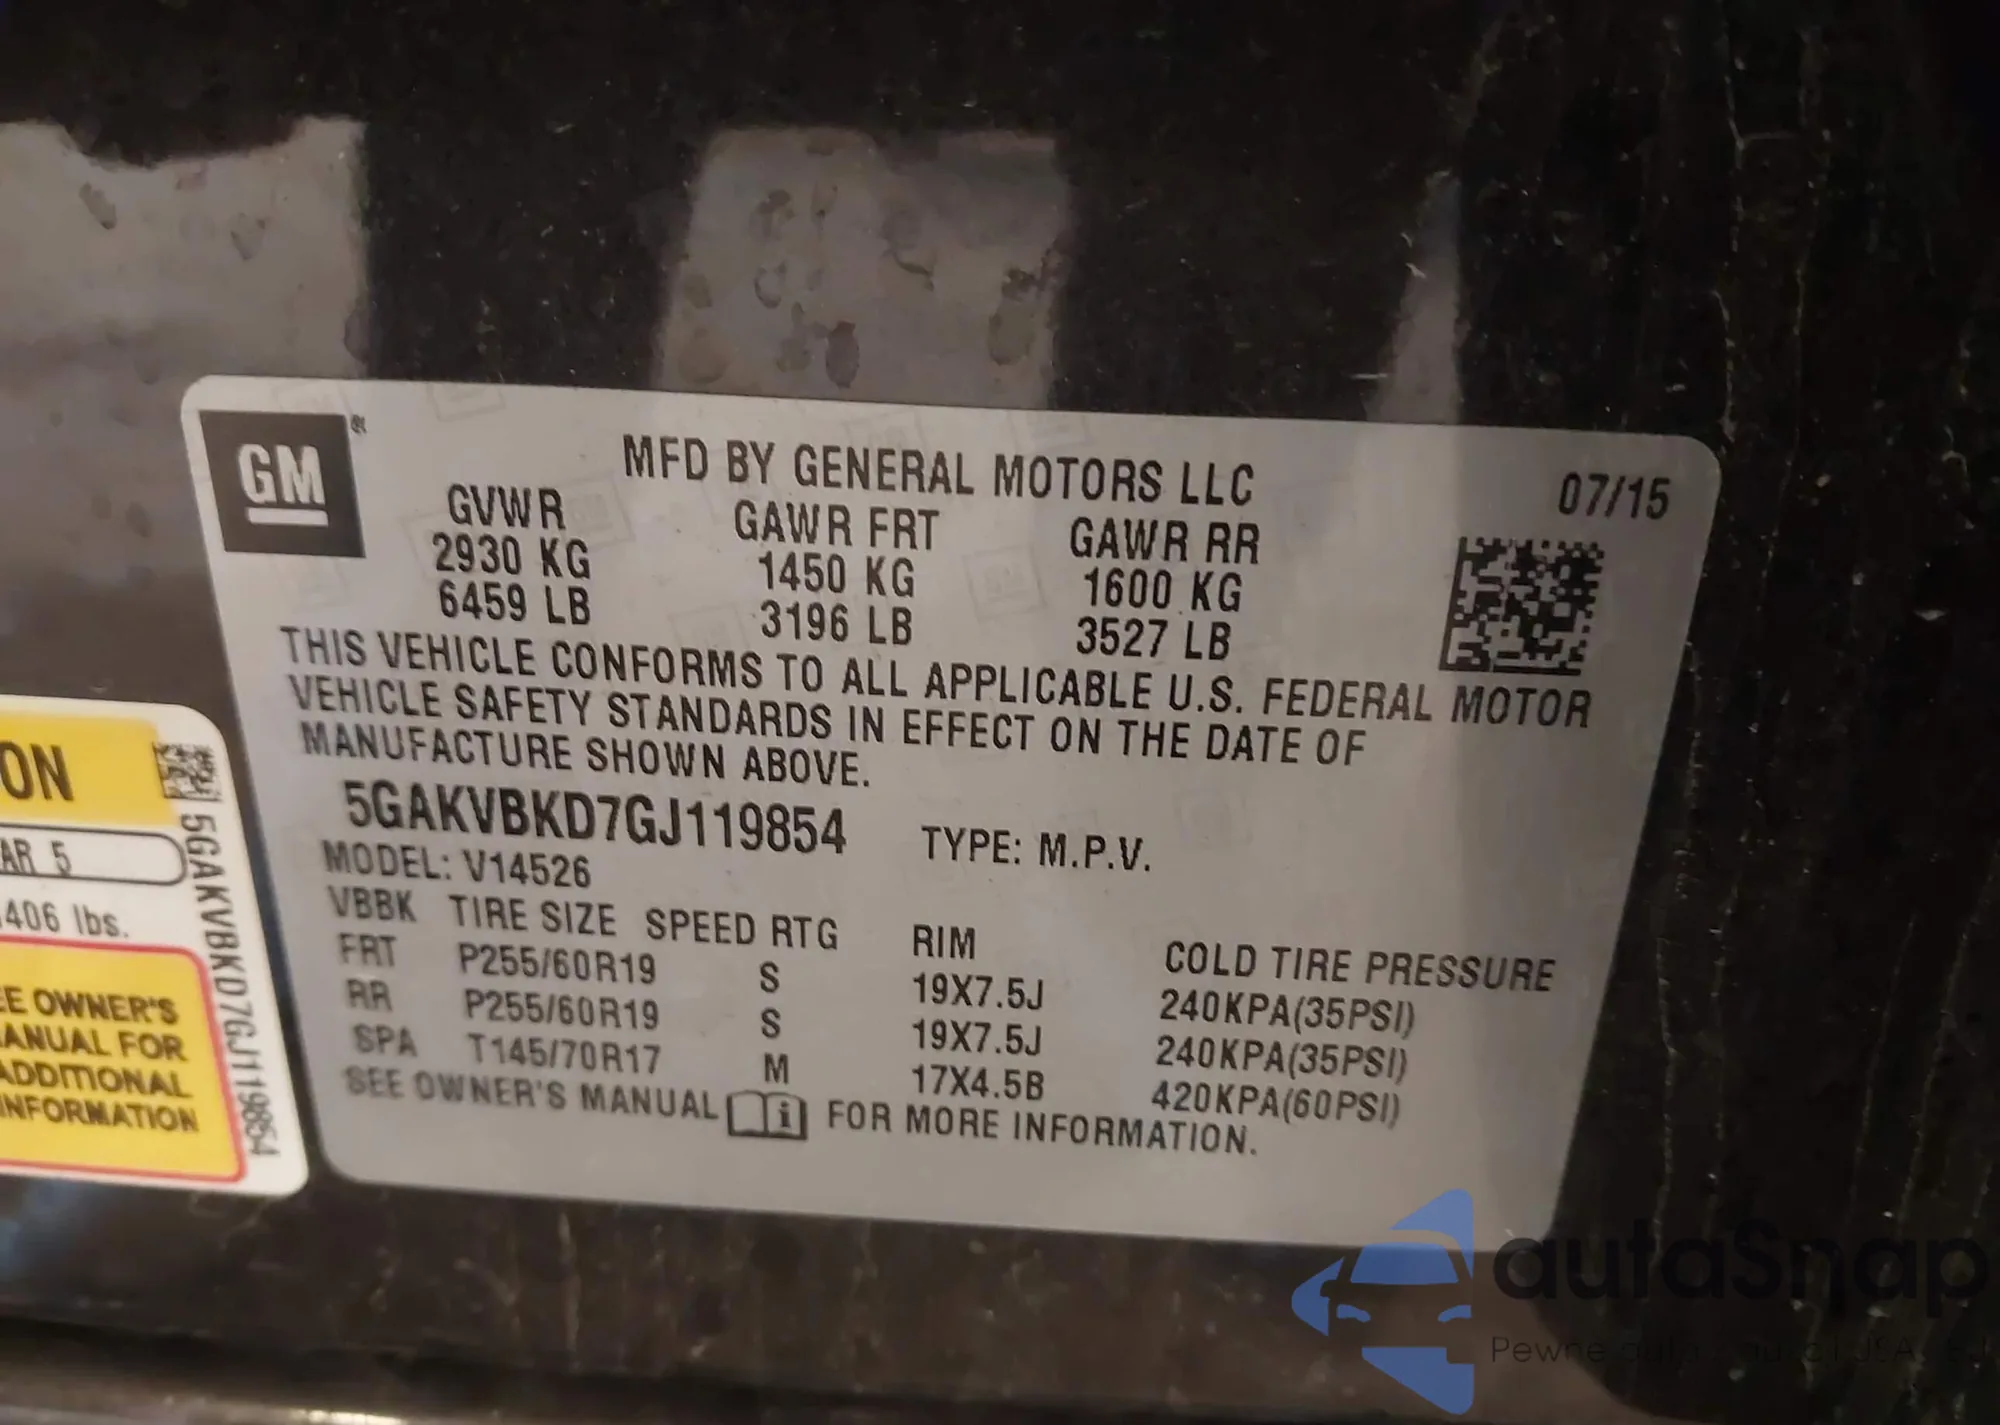 GM
MFD BY GENERAL MOTORS LLC
07/15
GVWR GAWR FRT GAWR RR
2930 KG 1450 KG 1600 KG
6459 LB 3196 LB 3527 LB
THIS VEHICLE CONFORMS TO ALL APPLICABLE U.S. FEDERAL MOTOR
VEHICLE SAFETY STANDARDS IN EFFECT ON THE DATE OF
MANUFACTURE SHOWN ABOVE.
5GAKVBKD7GJ119854 TYPE: M.P.V.
MODEL: V14526
VBBK TIRE SIZE SPEED RTG RIM COLD TIRE PRESSURE
FRT P255/60R19 S 19X7.5J 240KPA(35PSI)
RR P255/60R19 S 19X7.5J 240KPA(35PSI)
SPA T145/70R17 M 17X4.5B 420KPA(60PSI)
SEE OWNER'S MANUAL i FOR MORE INFORMATION.
ON
AR 5
406 lbs.
EE OWNER'S
ANUAL FOR
ADDITIONAL
INFORMATION
5GAKVBKD7GJ119854
autaSnap
Pewne auta